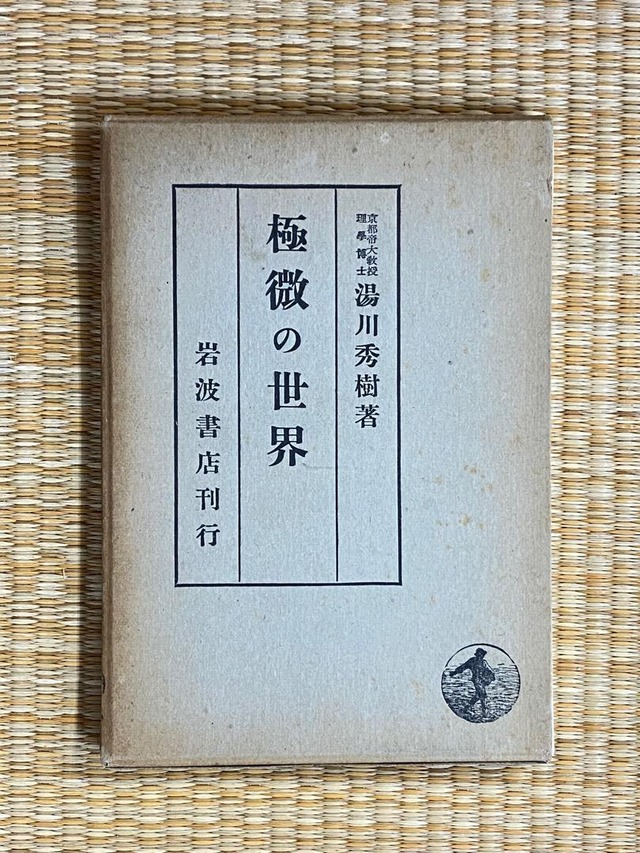 京都帝大教授
理學博士
湯川秀樹著
極微の世界
岩波書店刊行